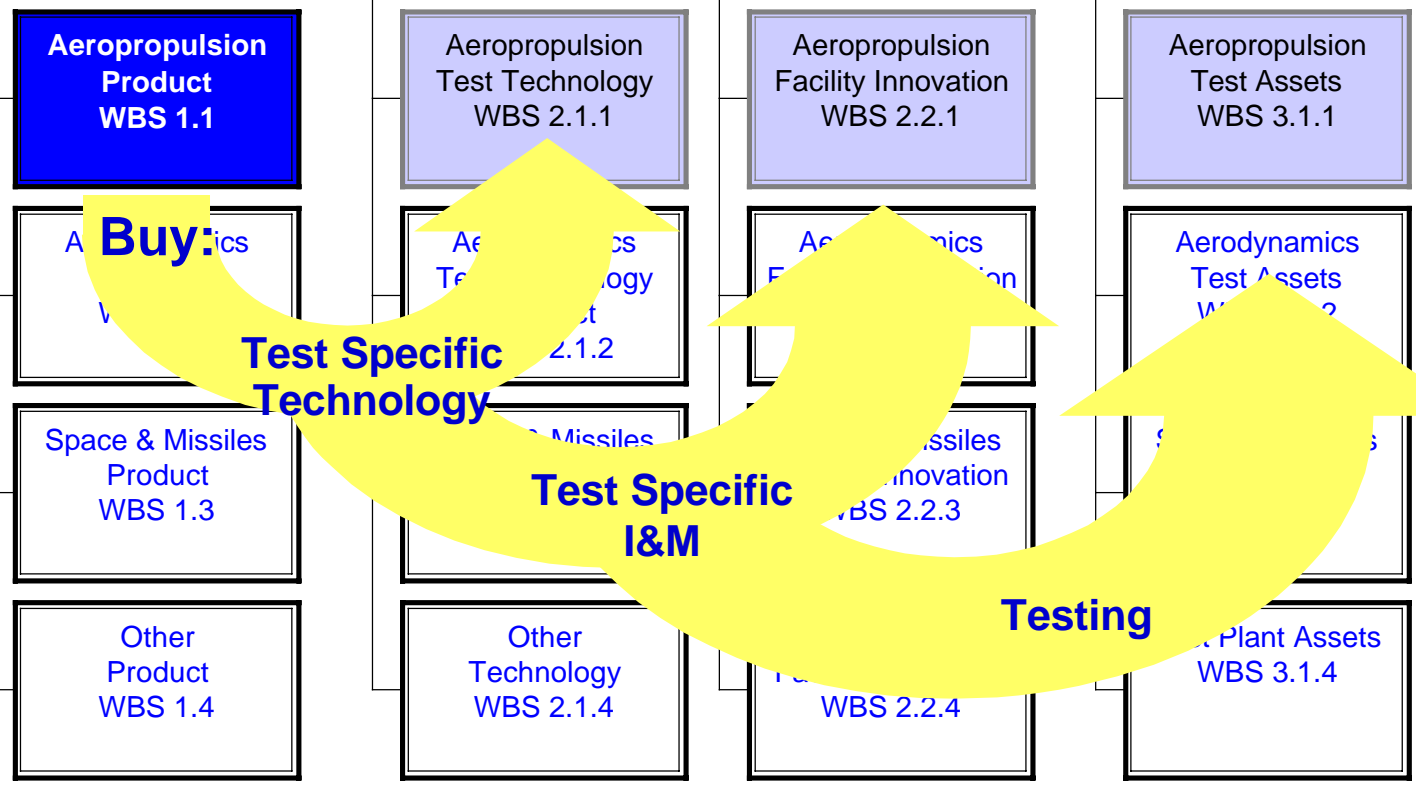 Aeropropulsion
Product
WBS 1.1
Aeropropulsion
Test Technology
WBS 2.1.1
Aeropropulsion
Facility Innovation
WBS 2.2.1
Aeropropulsion
Test Assets
WBS 3.1.1
Buy:
Aerodynamics
Test Assets
Test Specific
Technology
2.1.2
Space & Missiles
Product
WBS 1.3
& Missiles
Test Specific
I&M
WBS 2.2.3
Other
Product
WBS 1.4
Other
Technology
WBS 2.1.4
WBS 2.2.4
Testing
Plant Assets
WBS 3.1.4